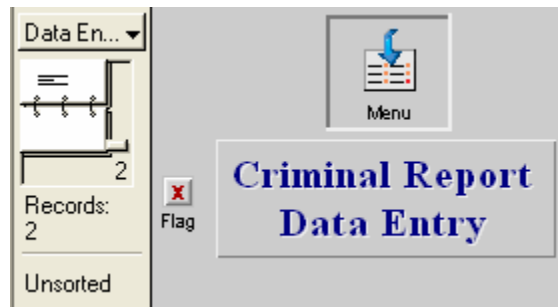 Data En...
2
Records:
2
Unsorted
Menu
X
Flag
Criminal Report
Data Entry